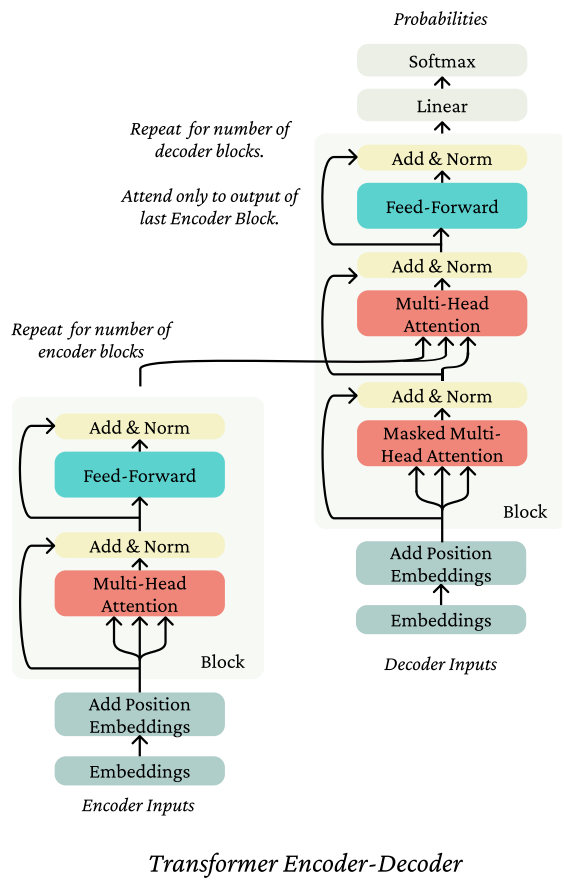 Probabilities
Softmax
Linear
Repeat for number of
decoder blocks.
Add & Norm
Attend only to output of
last Encoder Block.
Feed-Forward
Add & Norm
Multi-Head
Attention
Repeat for number of
encoder blocks
Add & Norm
Masked Multi-
Head Attention
Block
Add Position
Embeddings
Embeddings
Decoder Inputs
Add & Norm
Feed-Forward
Add & Norm
Multi-Head
Attention
Block
Add Position
Embeddings
Embeddings
Encoder Inputs
Transformer Encoder-Decoder